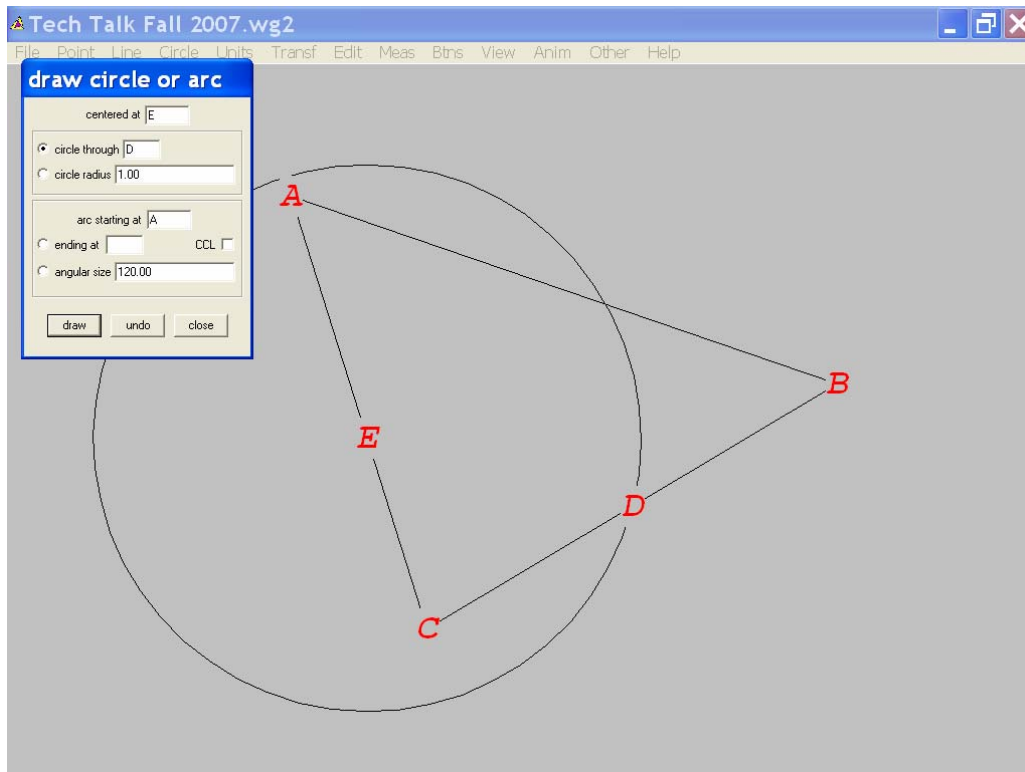 Tech Talk Fall 2007.wg2
File Point Line Circle Units Transf Edit Meas Btns View Anim Other Help
draw circle or arc
centered at E
circle through D
circle radius 1.00
arc starting at A
ending at CCL
angular size 120.00
draw undo close
A
B
E
D
C